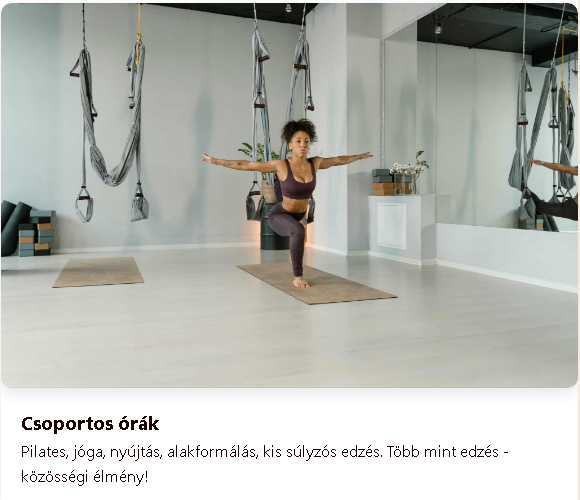 Csoportos órák
Pilates, jóga, nyújtás, alakformálás, kis súlyzós edzés. Több mint edzés -
közösségi élmény!